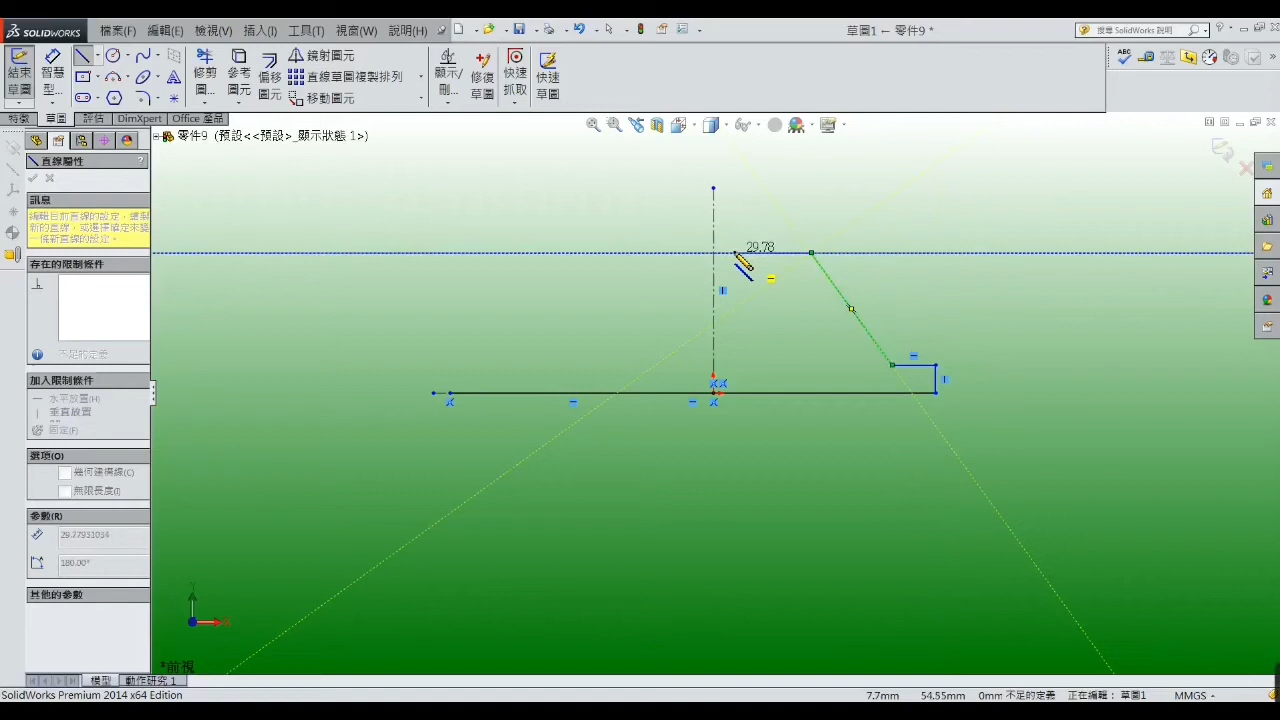 SOLIDWORKS 檔案(F) 編輯(E) 檢視(V) 插入(I) 工具(T) 視窗(W) 說明(H) 草圖1 ← 零件9 * 搜尋 SolidWorks 說明
結束草圖 智慧型... 修剪圖... 參考圖元 偏移圖元 鏡射圖元 直線草圖複製排列 移動圖元 顯示/刪... 修復草圖 快速抓取 快速草圖
特徵 草圖 評估 DimXpert Office 產品
零件9 (預設<<預設>_顯示狀態 1>)
直線屬性 ?
訊息
編輯目前直線的設定，繪製
新的直線，或選擇填定來要
一條新直線的設定。
29.78
存在的限制條件
不足的定義
加入限制條件
水平放置(H)
垂直放置
固定(F)
選項(O)
幾何建構線(C)
無限長度(I)
參數(R)
29.77931034
180.00°
其他的參數
X
*前視
模型 動作研究 1
SolidWorks Premium 2014 x64 Edition 7.7mm 54.55mm 0mm 不足的定義 正在編輯： 草圖1 MMGS